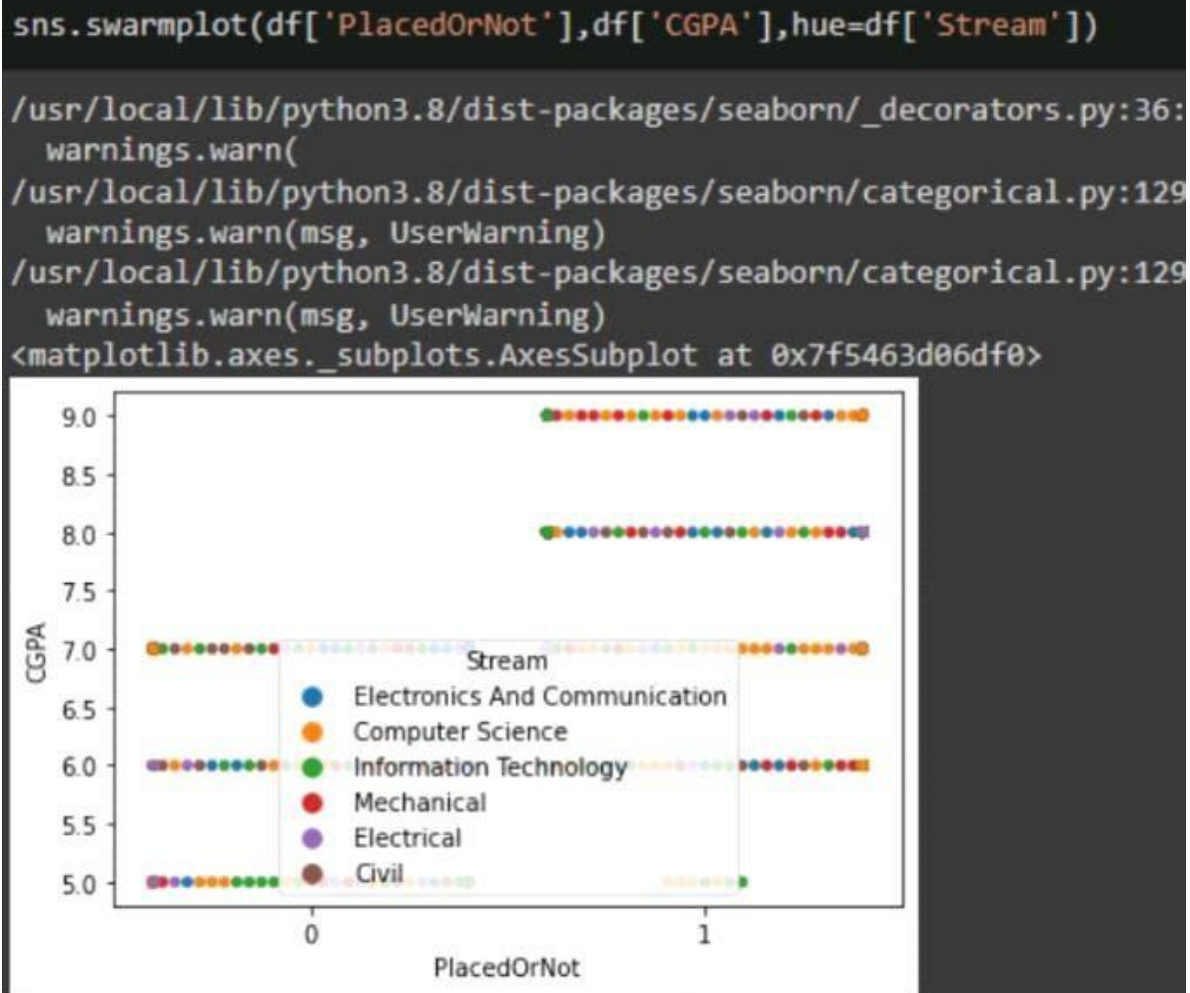 sns.swarmplot(df['PlacedOrNot'],df['CGPA'],hue=df['Stream'])
/usr/local/lib/python3.8/dist-packages/seaborn/_decorators.py:36:
warnings.warn(
/usr/local/lib/python3.8/dist-packages/seaborn/categorical.py:129
warnings.warn(msg, UserWarning)
/usr/local/lib/python3.8/dist-packages/seaborn/categorical.py:129
warnings.warn(msg, UserWarning)
<matplotlib.axes._subplots.AxesSubplot at 0x7f5463d06df0>
9.0
8.5
8.0
7.5
7.0
6.5
6.0
5.5
5.0
CGPA
Stream
Electronics And Communication
Computer Science
Information Technology
Mechanical
Electrical
Civil
0
1
PlacedOrNot